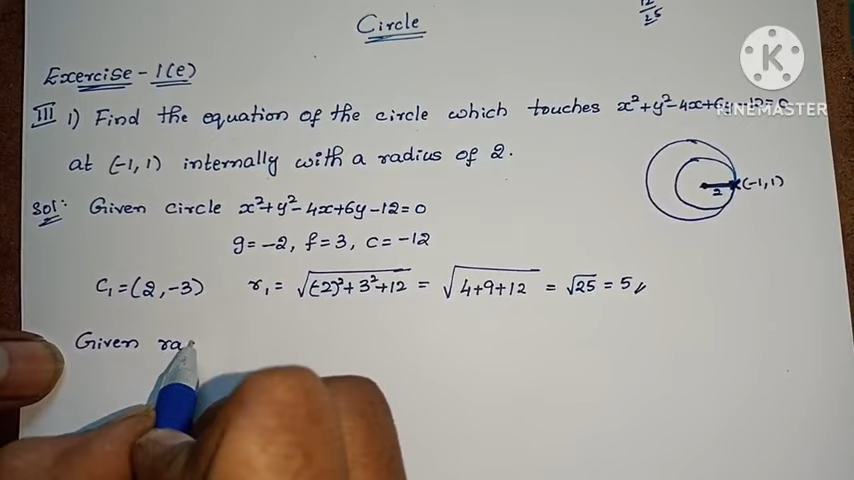 12
25
Circle
Exercise - 1(e)
III 1) Find the equation of the circle which touches x²+y²-4x+6y-12=0
at (-1,1) internally with a radius of 2.
2 (-1,1)
Sol: Given circle x²+y²-4x+6y-12=0
g=-2, f=3, c=-12
C₁=(2,-3) r₁ = √(-2)²+3²+12 = √4+9+12 = √25 = 5
Given ra
K
KINEMASTER